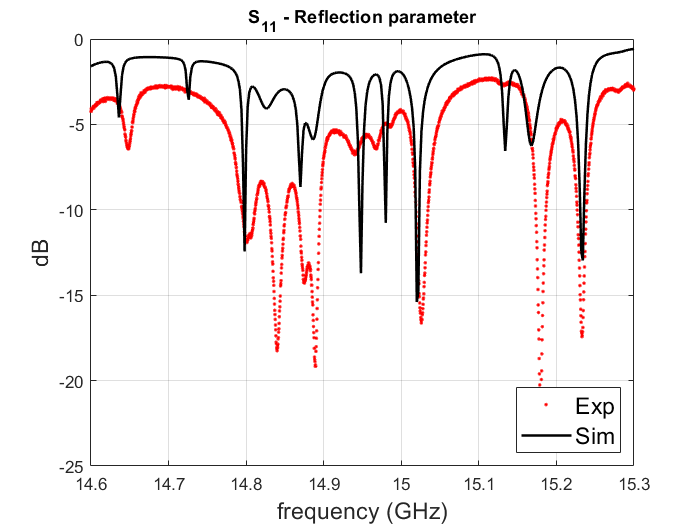 S11 - Reflection parameter
0
-5
-10
-15
-20
-25
dB
14.6 14.7 14.8 14.9 15 15.1 15.2 15.3
frequency (GHz)
Exp
Sim